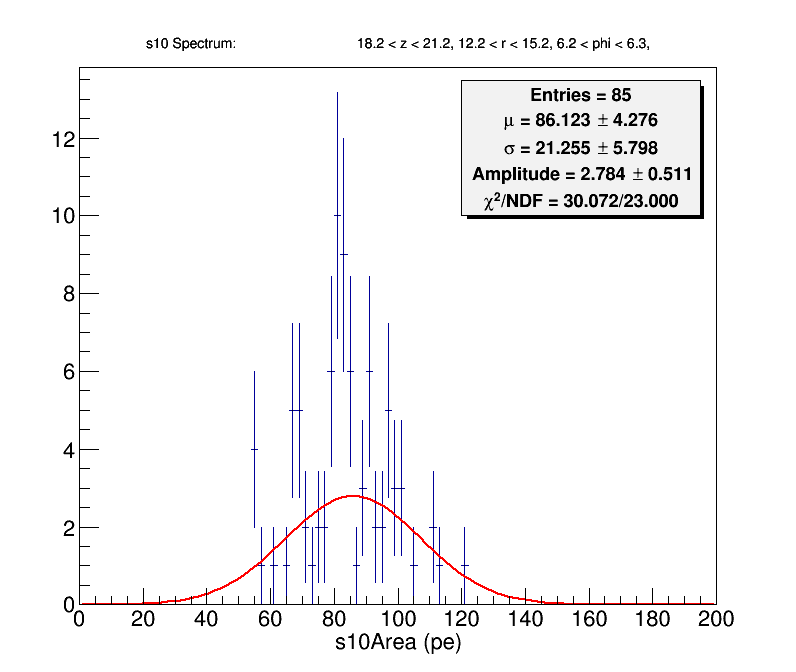 s10 Spectrum: 18.2 < z < 21.2, 12.2 < r < 15.2, 6.2 < phi < 6.3,
Entries = 85
μ = 86.123 ± 4.276
σ = 21.255 ± 5.798
Amplitude = 2.784 ± 0.511
χ²/NDF = 30.072/23.000
12
10
8
6
4
2
0
0 20 40 60 80 100 120 140 160 180 200
s10Area (pe)